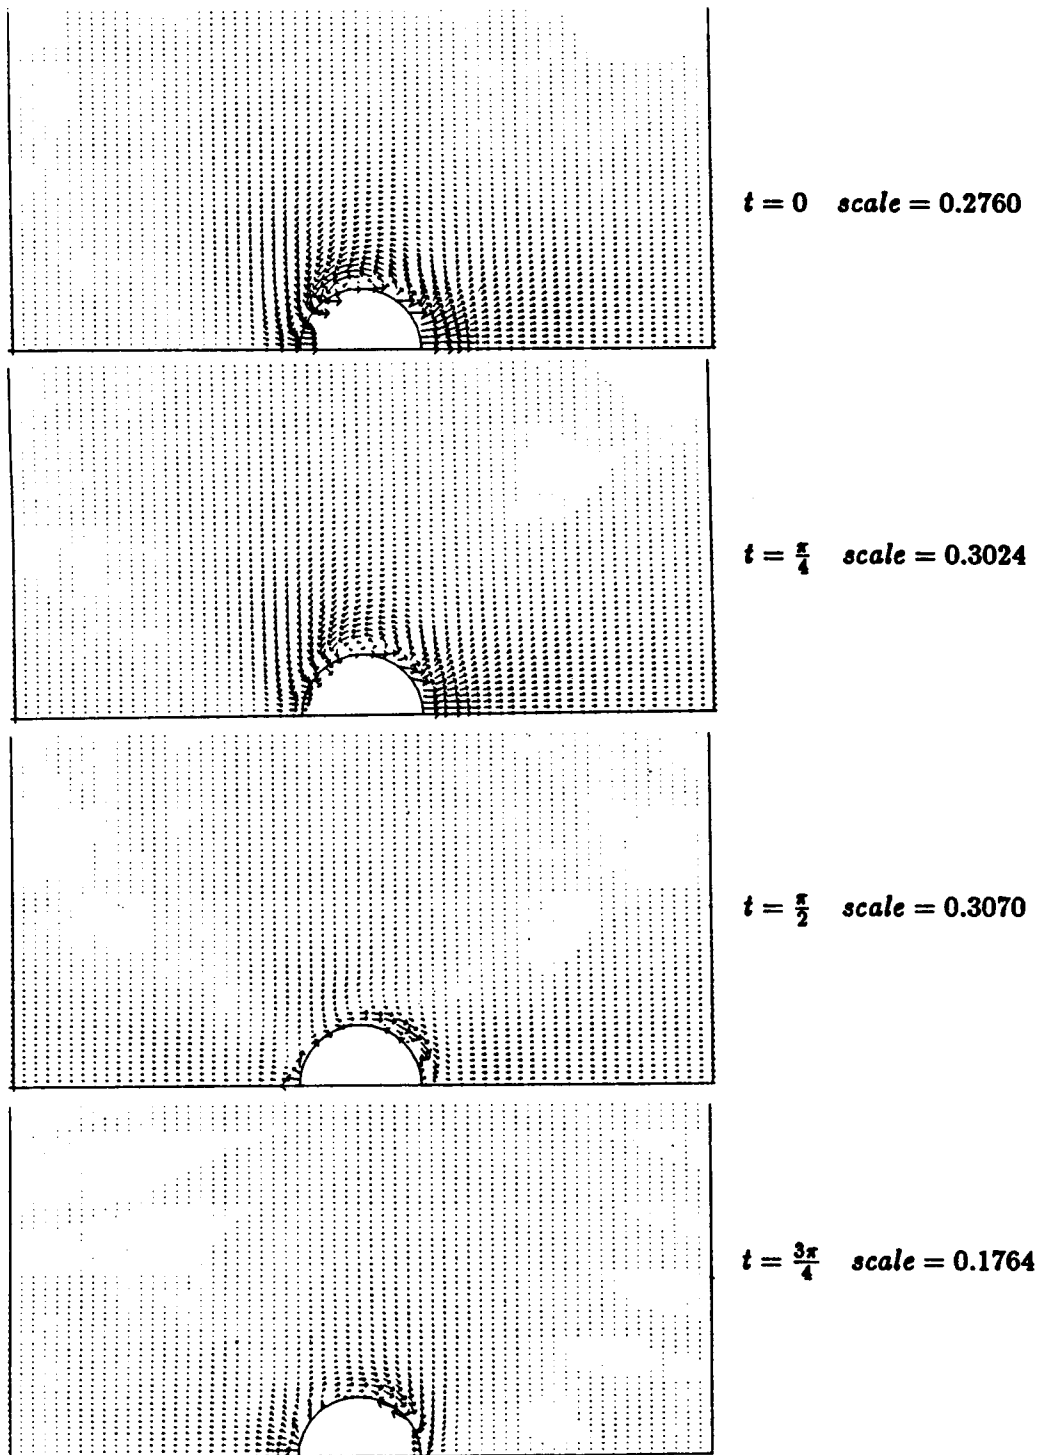 t = 0 scale = 0.2760
t = π/4 scale = 0.3024
t = π/2 scale = 0.3070
t = 3π/4 scale = 0.1764